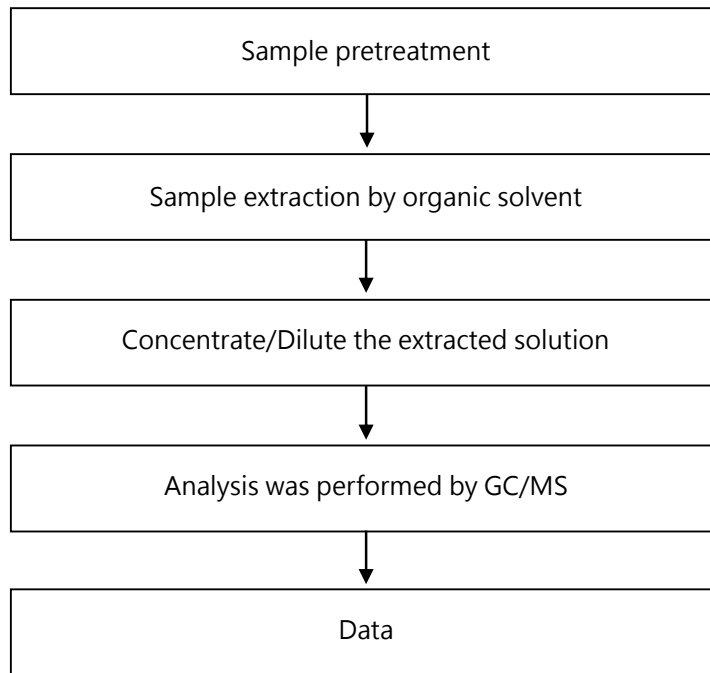 Sample pretreatment
Sample extraction by organic solvent
Concentrate/Dilute the extracted solution
Analysis was performed by GC/MS
Data